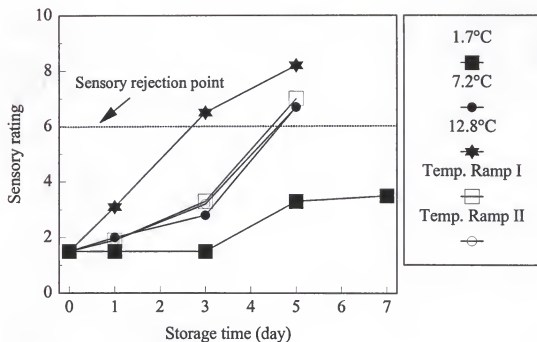 10
8
6
4
2
0
Sensory rating
Sensory rejection point
0 1 2 3 4 5 6 7
Storage time (day)
1.7°C
7.2°C
12.8°C
Temp. Ramp I
Temp. Ramp II